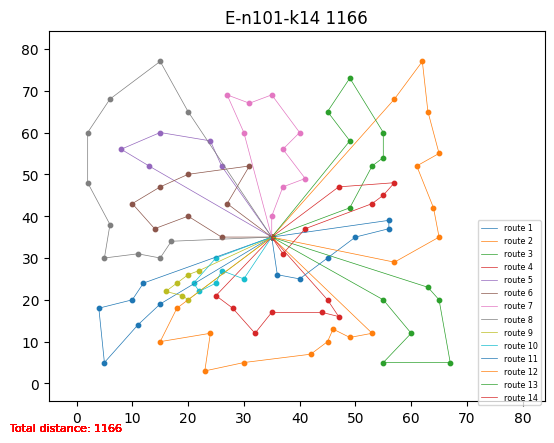 E-n101-k14 1166
80
70
60
50
40
30
20
10
0
0 10 20 30 40 50 60 70 80
route 1
route 2
route 3
route 4
route 5
route 6
route 7
route 8
route 9
route 10
route 11
route 12
route 13
route 14
Total distance: 1166